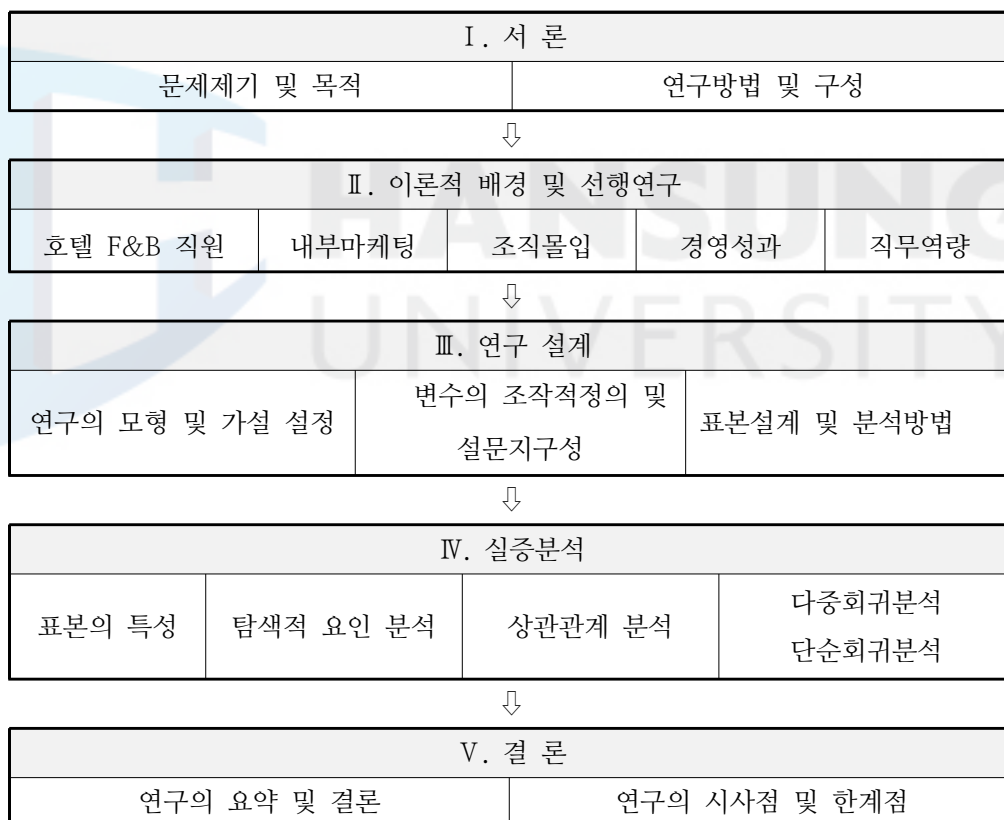 Ⅰ. 서 론
문제제기 및 목적 연구방법 및 구성
⇩
Ⅱ. 이론적 배경 및 선행연구
호텔 F&B 직원 내부마케팅 조직몰입 경영성과 직무역량
⇩
Ⅲ. 연구 설계
연구의 모형 및 가설 설정 변수의 조작적정의 및 설문지구성 표본설계 및 분석방법
⇩
Ⅳ. 실증분석
표본의 특성 탐색적 요인 분석 상관관계 분석 다중회귀분석 단순회귀분석
⇩
Ⅴ. 결 론
연구의 요약 및 결론 연구의 시사점 및 한계점
HANSUNG
UNIVERSITY